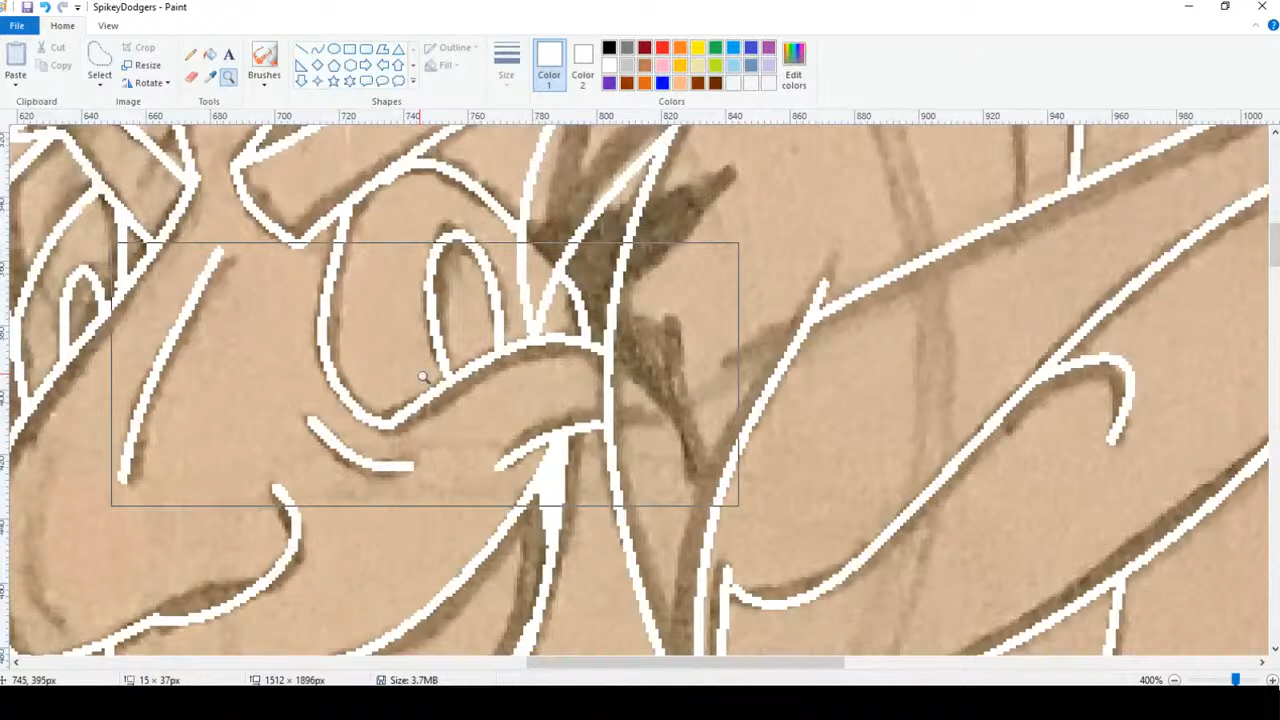 SpikeyDodgers - Paint
File Home View
Paste Cut Copy Select Crop Resize Rotate A Brushes Outline Fill Size Color 1 Color 2 Edit colors
Clipboard Image Tools Shapes Colors
620 640 660 680 700 720 740 760 780 800 820 840 860 880 900 920 940 960 980 1000
745, 395px 15 × 37px 1512 × 1896px Size: 3.7MB 400%